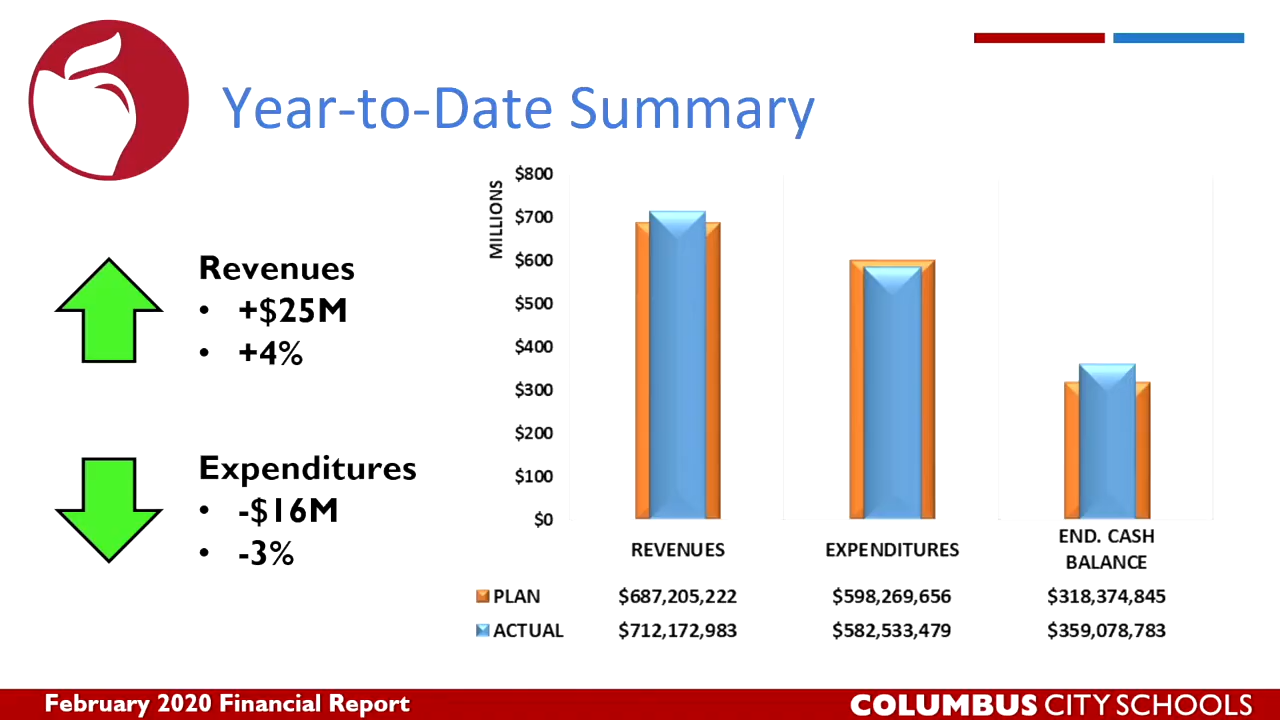 Year-to-Date Summary
Revenues
• +$25M
• +4%
Expenditures
• -$16M
• -3%
MILLIONS
$800
$700
$600
$500
$400
$300
$200
$100
$0
REVENUES EXPENDITURES END. CASH BALANCE
PLAN $687,205,222 $598,269,656 $318,374,845
ACTUAL $712,172,983 $582,533,479 $359,078,783
February 2020 Financial Report
COLUMBUS CITY SCHOOLS